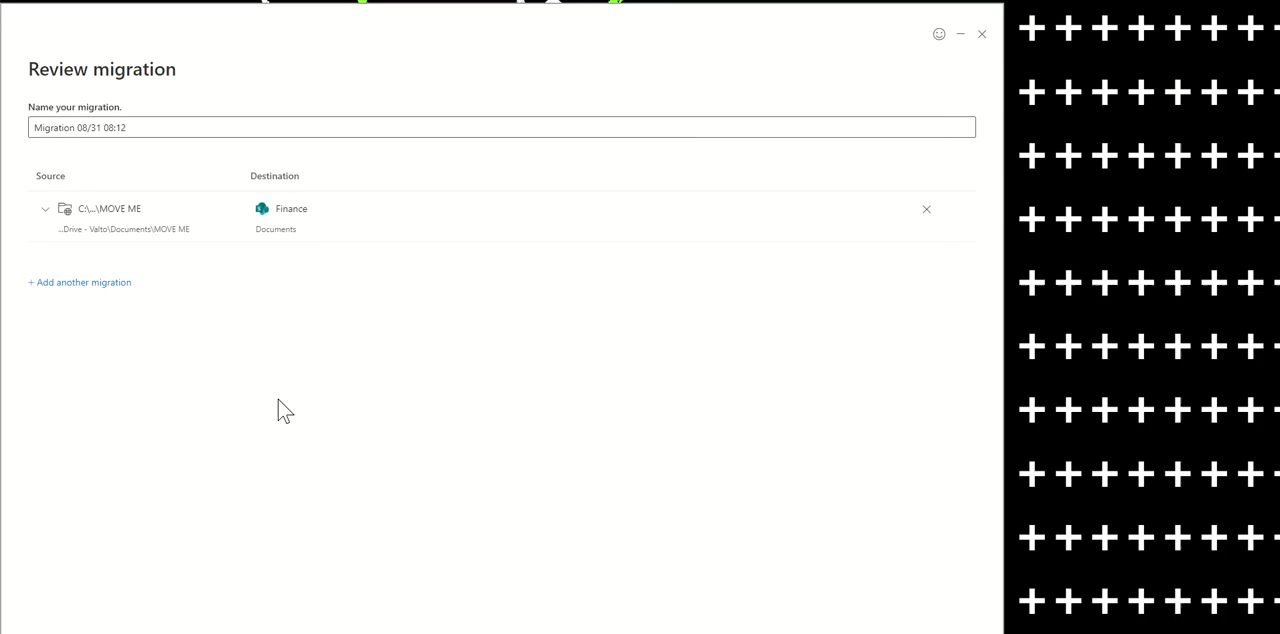 Review migration
Name your migration.
Migration 08/31 08:12
Source Destination
C:\...\MOVE ME Finance
...Drive - Valto\Documents\MOVE ME Documents
+ Add another migration